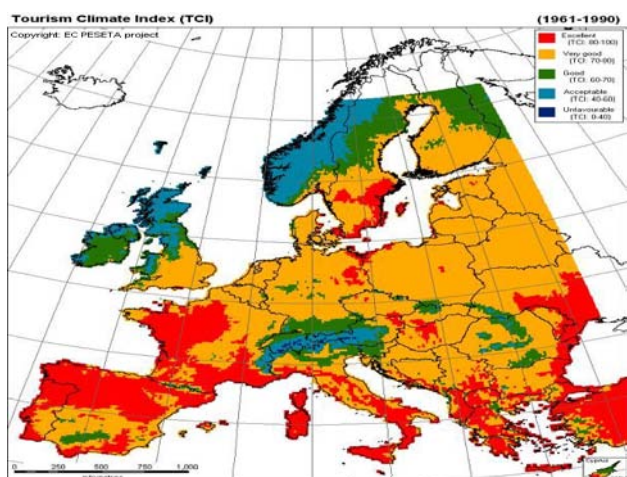 Tourism Climate Index (TCI)
(1961-1990)
Copyright: EC PESETA project
Excellent
(TCI: 80-100)
Very good
(TCI: 70-80)
Good
(TCI: 60-70)
Acceptable
(TCI: 40-60)
Unfavourable
(TCI: 0-40)
0
250
500
1,000